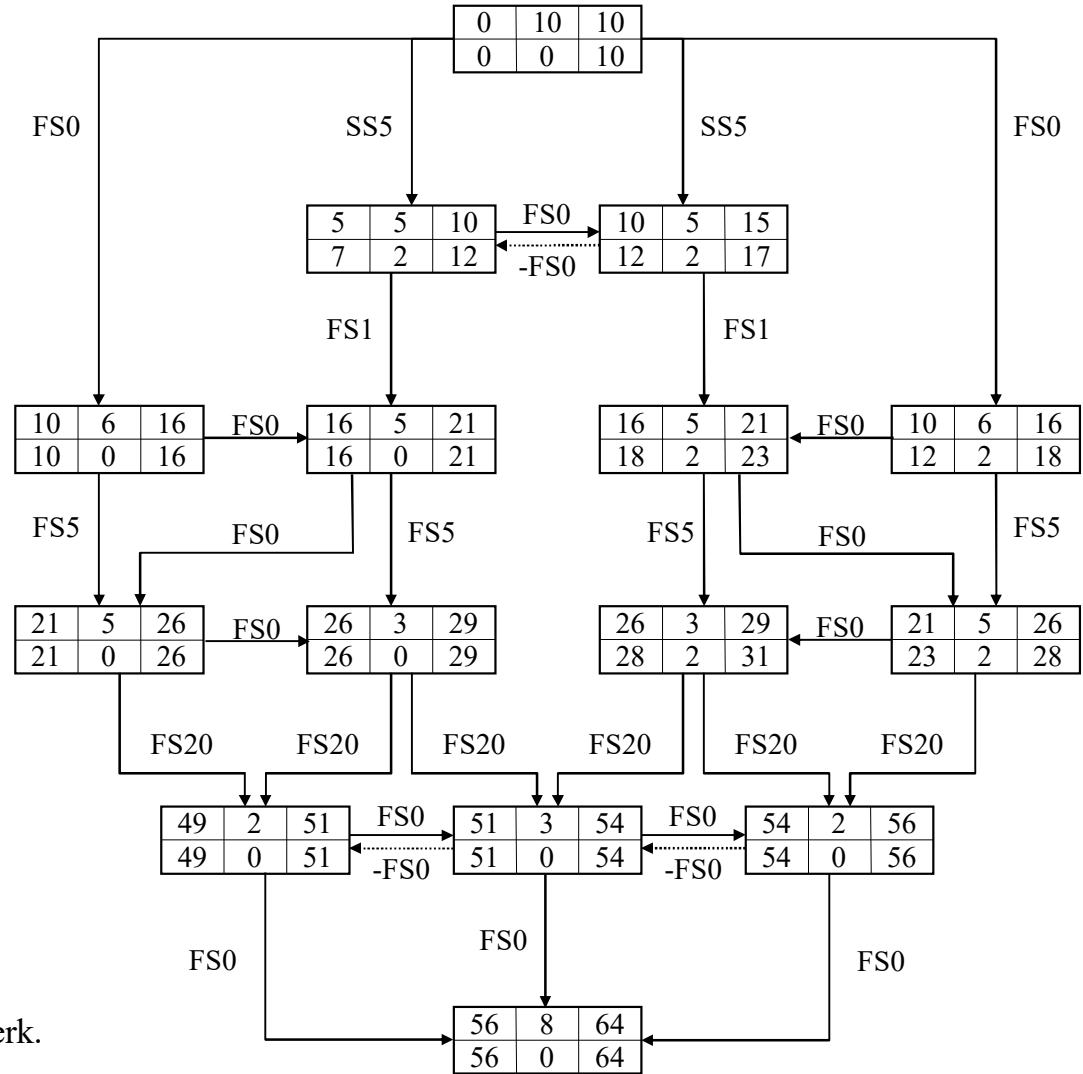 0 10 10
0 0 10
FS0 SS5 SS5 FS0
5 5 10 FS0 10 5 15
7 2 12 -FS0 12 2 17
FS1 FS1
10 6 16 FS0 16 5 21 16 5 21 FS0 10 6 16
10 0 16 16 0 21 18 2 23 12 2 18
FS5 FS0 FS5 FS5 FS0 FS5
21 5 26 FS0 26 3 29 26 3 29 FS0 21 5 26
21 0 26 26 0 29 28 2 31 23 2 28
FS20 FS20 FS20 FS20 FS20 FS20
49 2 51 FS0 51 3 54 FS0 54 2 56
49 0 51 -FS0 51 0 54 -FS0 54 0 56
FS0 FS0 FS0
56 8 64
56 0 64
erk.